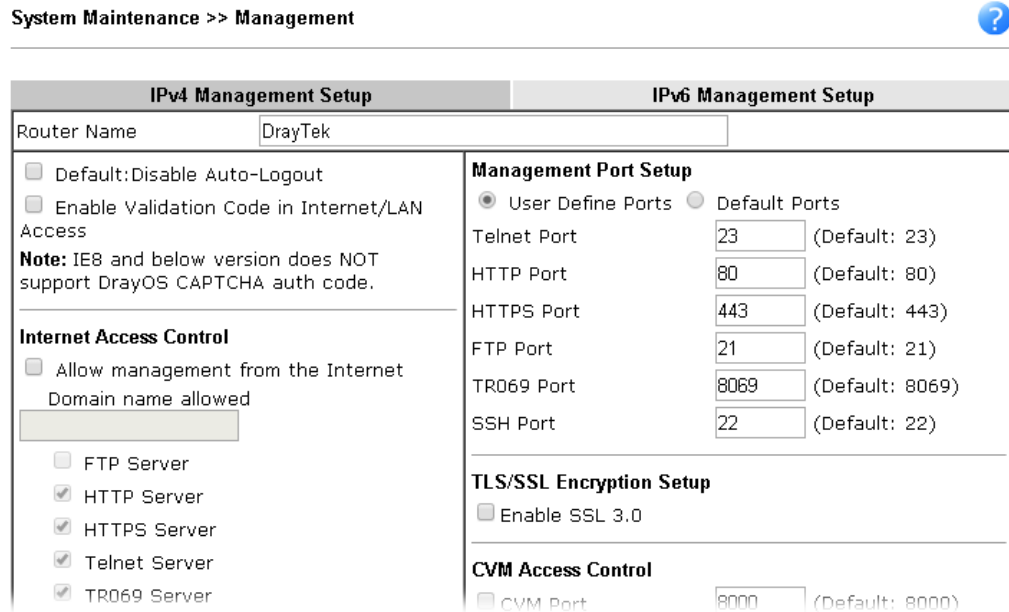 System Maintenance >> Management
?
IPv4 Management Setup
IPv6 Management Setup
Router Name
DrayTek
Default:Disable Auto-Logout
Enable Validation Code in Internet/LAN
Access
Note: IE8 and below version does NOT
support DrayOS CAPTCHA auth code.
Internet Access Control
Allow management from the Internet
Domain name allowed
FTP Server
HTTP Server
HTTPS Server
Telnet Server
TR069 Server
Management Port Setup
User Define Ports Default Ports
Telnet Port 23 (Default: 23)
HTTP Port 80 (Default: 80)
HTTPS Port 443 (Default: 443)
FTP Port 21 (Default: 21)
TR069 Port 8069 (Default: 8069)
SSH Port 22 (Default: 22)
TLS/SSL Encryption Setup
Enable SSL 3.0
CVM Access Control
CVM Port 8000 (Default: 8000)